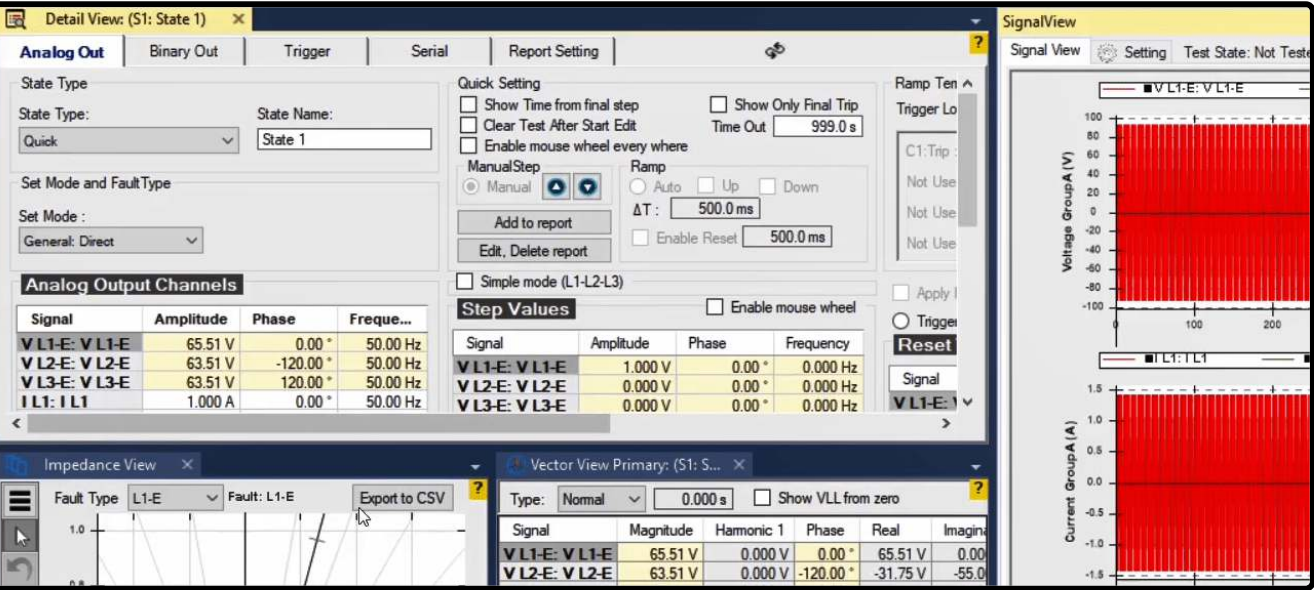 Detail View: (S1: State 1) ×
Analog Out Binary Out Trigger Serial Report Setting
?
State Type
State Type: State Name:
Quick State 1
Set Mode and FaultType
Set Mode :
General: Direct
Quick Setting
Show Time from final step Show Only Final Trip
Clear Test After Start Edit Time Out 999.0 s
Enable mouse wheel every where
ManualStep Ramp
Manual Auto Up Down
ΔT : 500.0 ms
Add to report
Enable Reset 500.0 ms
Edit, Delete report
Simple mode (L1-L2-L3)
Ramp Ten
Trigger Lo
C1:Trip :
Not Use
Not Use
Not Use
Apply
Trigger
Reset
Signal
V L1-E:
Analog Output Channels
Signal Amplitude Phase Freque...
V L1-E: V L1-E 65.51 V 0.00 ° 50.00 Hz
V L2-E: V L2-E 63.51 V -120.00 ° 50.00 Hz
V L3-E: V L3-E 63.51 V 120.00 ° 50.00 Hz
I L1: I L1 1.000 A 0.00 ° 50.00 Hz
Step Values Enable mouse wheel
Signal Amplitude Phase Frequency
V L1-E: V L1-E 1.000 V 0.00 ° 0.000 Hz
V L2-E: V L2-E 0.000 V 0.00 ° 0.000 Hz
V L3-E: V L3-E 0.000 V 0.00 ° 0.000 Hz
Impedance View ×
Fault Type L1-E Fault: L1-E Export to CSV ?
1.0
0.8
Vector View Primary: (S1: S... ×
Type: Normal 0.000 s Show VLL from zero ?
Signal Magnitude Harmonic 1 Phase Real Imagina
V L1-E: V L1-E 65.51 V 0.000 V 0.00 ° 65.51 V 0.00
V L2-E: V L2-E 63.51 V 0.000 V -120.00 ° -31.75 V -55.0
SignalView
Signal View Setting Test State: Not Teste
V L1-E: V L1-E
Voltage GroupA (V)
100
80
60
40
20
0
-20
-40
-60
-80
-100
0 100 200
I L1: I L1
Current GroupA (A)
1.5
1.0
0.5
0.0
-0.5
-1.0
-1.5